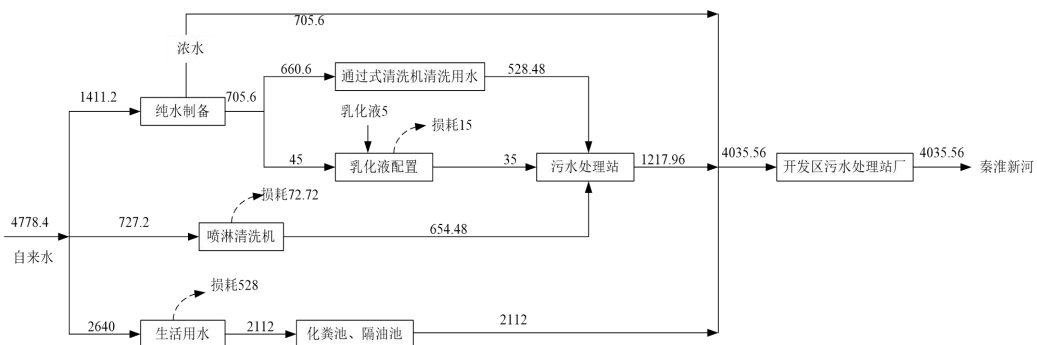 705.6
浓水
660.6
通过式清洗机清洗用水
528.48
1411.2
纯水制备
705.6
乳化液5
损耗15
45
乳化液配置
35
污水处理站
1217.96
4035.56
开发区污水处理站厂
4035.56
秦淮新河
损耗72.72
4778.4
自来水
727.2
喷淋清洗机
654.48
损耗528
2640
生活用水
2112
化粪池、隔油池
2112